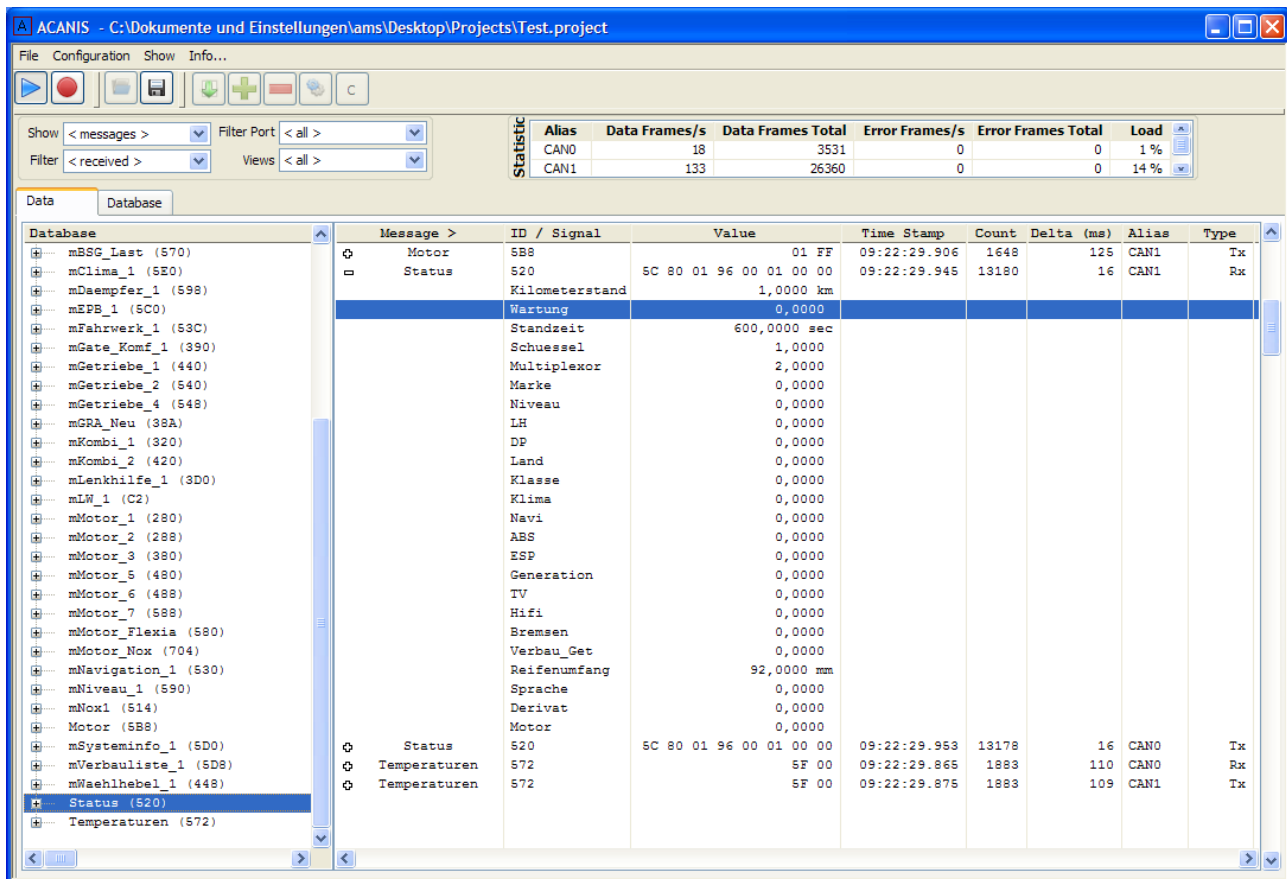 ACANIS - C:\Dokumente und Einstellungen\ams\Desktop\Projects\Test.project
File Configuration Show Info...
C
Show < messages > Filter Port < all >
Filter < received > Views < all >
Statistic
Alias Data Frames/s Data Frames Total Error Frames/s Error Frames Total Load
CAN0 18 3531 0 0 1 %
CAN1 133 26360 0 0 14 %
Data Database
Database
mBSG_Last (570)
mClima_1 (5E0)
mDaempfer_1 (598)
mEPB_1 (5C0)
mFahrwerk_1 (53C)
mGate_Komf_1 (390)
mGetriebe_1 (440)
mGetriebe_2 (540)
mGetriebe_4 (548)
mGRA_Neu (38A)
mKombi_1 (320)
mKombi_2 (420)
mLenkhilfe_1 (3D0)
mLW_1 (C2)
mMotor_1 (280)
mMotor_2 (288)
mMotor_3 (380)
mMotor_5 (480)
mMotor_6 (488)
mMotor_7 (588)
mMotor_Flexia (580)
mMotor_Nox (704)
mNavigation_1 (530)
mNiveau_1 (590)
mNox1 (514)
Motor (5B8)
mSysteminfo_1 (5D0)
mVerbauliste_1 (5D8)
mWaehlhebel_1 (448)
Status (520)
Temperaturen (572)
Message > ID / Signal Value Time Stamp Count Delta (ms) Alias Type
Motor 5B8 01 FF 09:22:29.906 1648 125 CAN1 Tx
Status 520 5C 80 01 96 00 01 00 00 09:22:29.945 13180 16 CAN1 Rx
Kilometerstand 1,0000 km
Wartung 0,0000
Standzeit 600,0000 sec
Schuessel 1,0000
Multiplexor 2,0000
Marke 0,0000
Niveau 0,0000
LH 0,0000
DP 0,0000
Land 0,0000
Klasse 0,0000
Klima 0,0000
Navi 0,0000
ABS 0,0000
ESP 0,0000
Generation 0,0000
TV 0,0000
Hifi 0,0000
Bremsen 0,0000
Verbau_Get 0,0000
Reifenumfang 92,0000 mm
Sprache 0,0000
Derivat 0,0000
Motor 0,0000
Status 520 5C 80 01 96 00 01 00 00 09:22:29.953 13178 16 CAN0 Tx
Temperaturen 572 5F 00 09:22:29.865 1883 110 CAN0 Rx
Temperaturen 572 5F 00 09:22:29.875 1883 109 CAN1 Tx